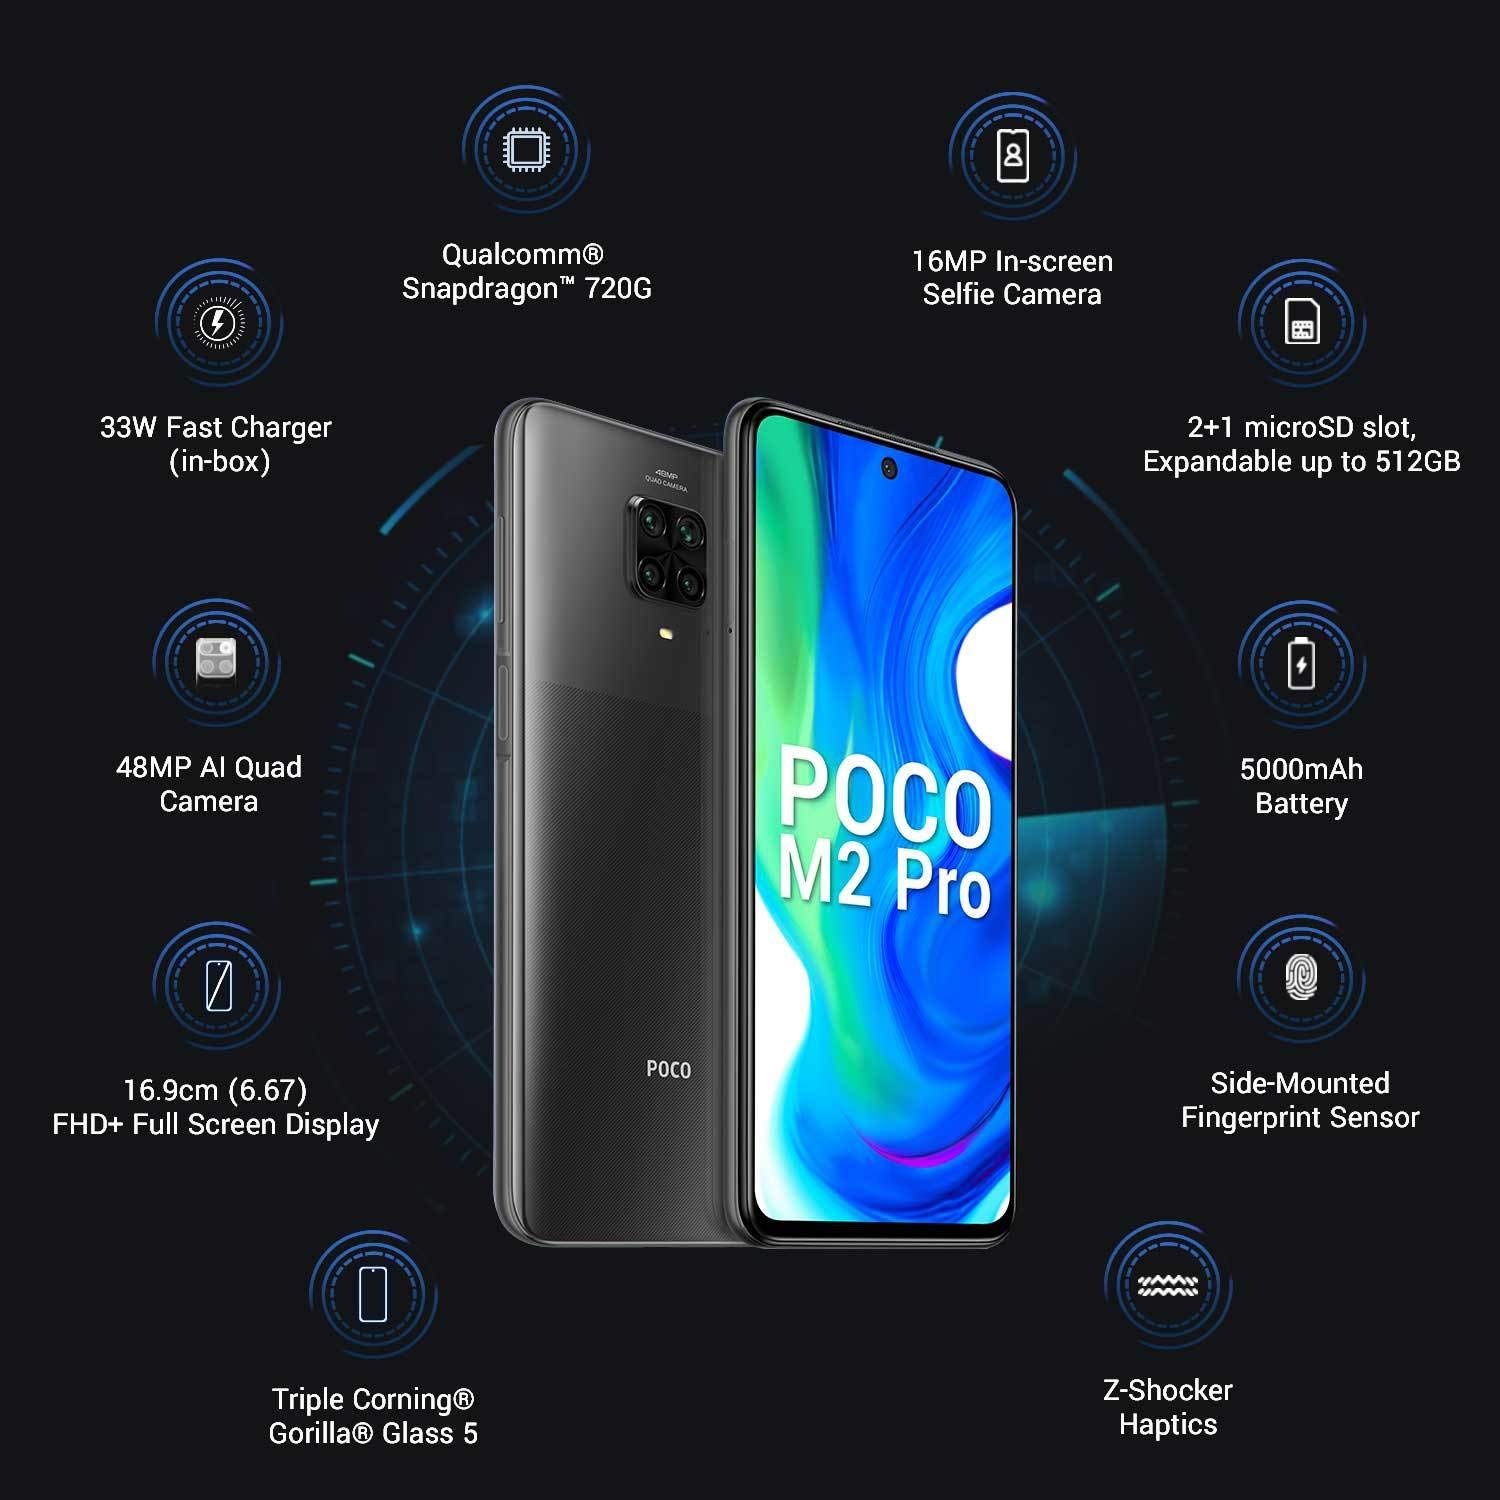 Qualcomm®
Snapdragon™ 720G
16MP In-screen
Selfie Camera
33W Fast Charger
(in-box)
2+1 microSD slot,
Expandable up to 512GB
48MP
QUAD CAMERA
48MP AI Quad
Camera
5000mAh
Battery
POCO
M2 Pro
POCO
16.9cm (6.67)
FHD+ Full Screen Display
Side-Mounted
Fingerprint Sensor
Triple Corning®
Gorilla® Glass 5
Z-Shocker
Haptics